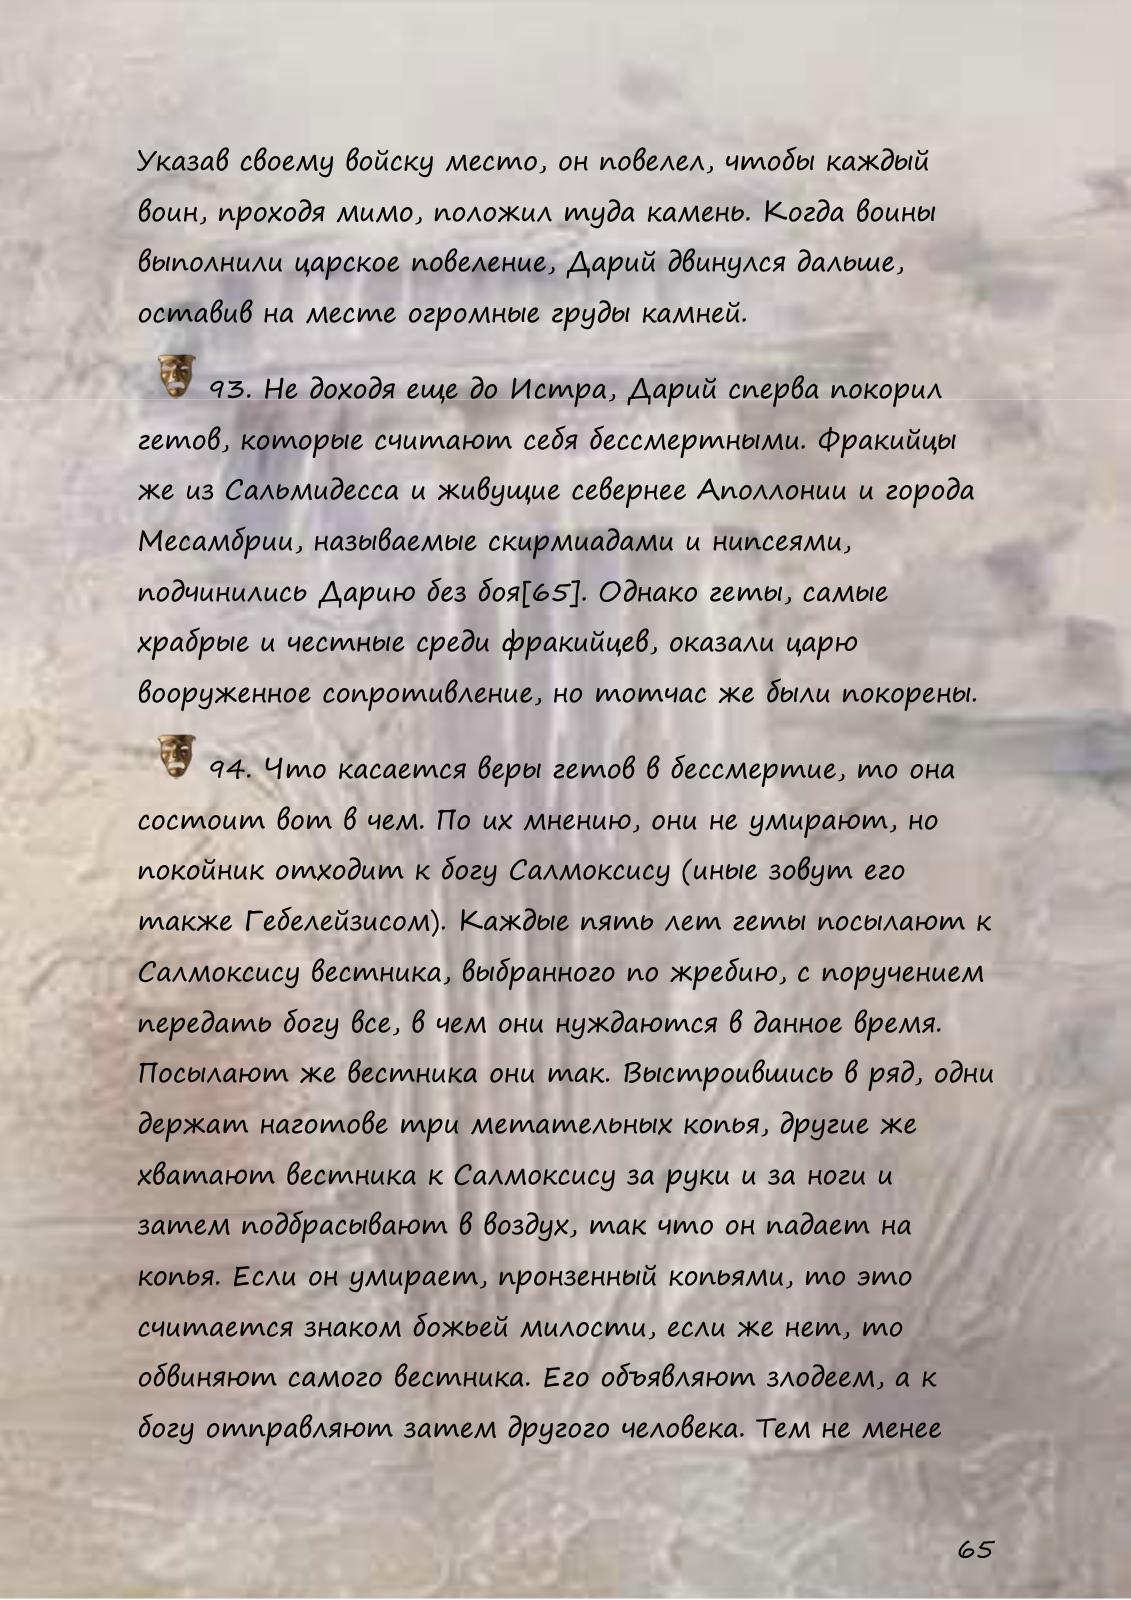 Указав своему войску место, он повелел, чтобы каждый
воин, проходя мимо, положил туда камень. Когда воины
выполнили царское повеление, Дарий двинулся дальше,
оставив на месте огромные груды камней.
93. Не доходя еще до Истра, Дарий сперва покорил
гетов, которые считают себя бессмертными. Фракийцы
же из Сальмидесса и живущие севернее Аполлонии и города
Месамбрии, называемые скирмиадами и нипсеями,
подчинились Дарию без боя[65]. Однако геты, самые
храбрые и честные среди фракийцев, оказали царю
вооруженное сопротивление, но тотчас же были покорены.
94. Что касается веры гетов в бессмертие, то она
состоит вот в чем. По их мнению, они не умирают, но
покойник отходит к богу Салмоксису (иные зовут его
также Гебелейзисом). Каждые пять лет геты посылают к
Салмоксису вестника, выбранного по жребию, с поручением
передать богу все, в чем они нуждаются в данное время.
Посылают же вестника они так. Выстроившись в ряд, одни
держат наготове три метательных копья, другие же
хватают вестника к Салмоксису за руки и за ноги и
затем подбрасывают в воздух, так что он падает на
копья. Если он умирает, пронзенный копьями, то это
считается знаком божьей милости, если же нет, то
обвиняют самого вестника. Его объявляют злодеем, а к
богу отправляют затем другого человека. Тем не менее
65